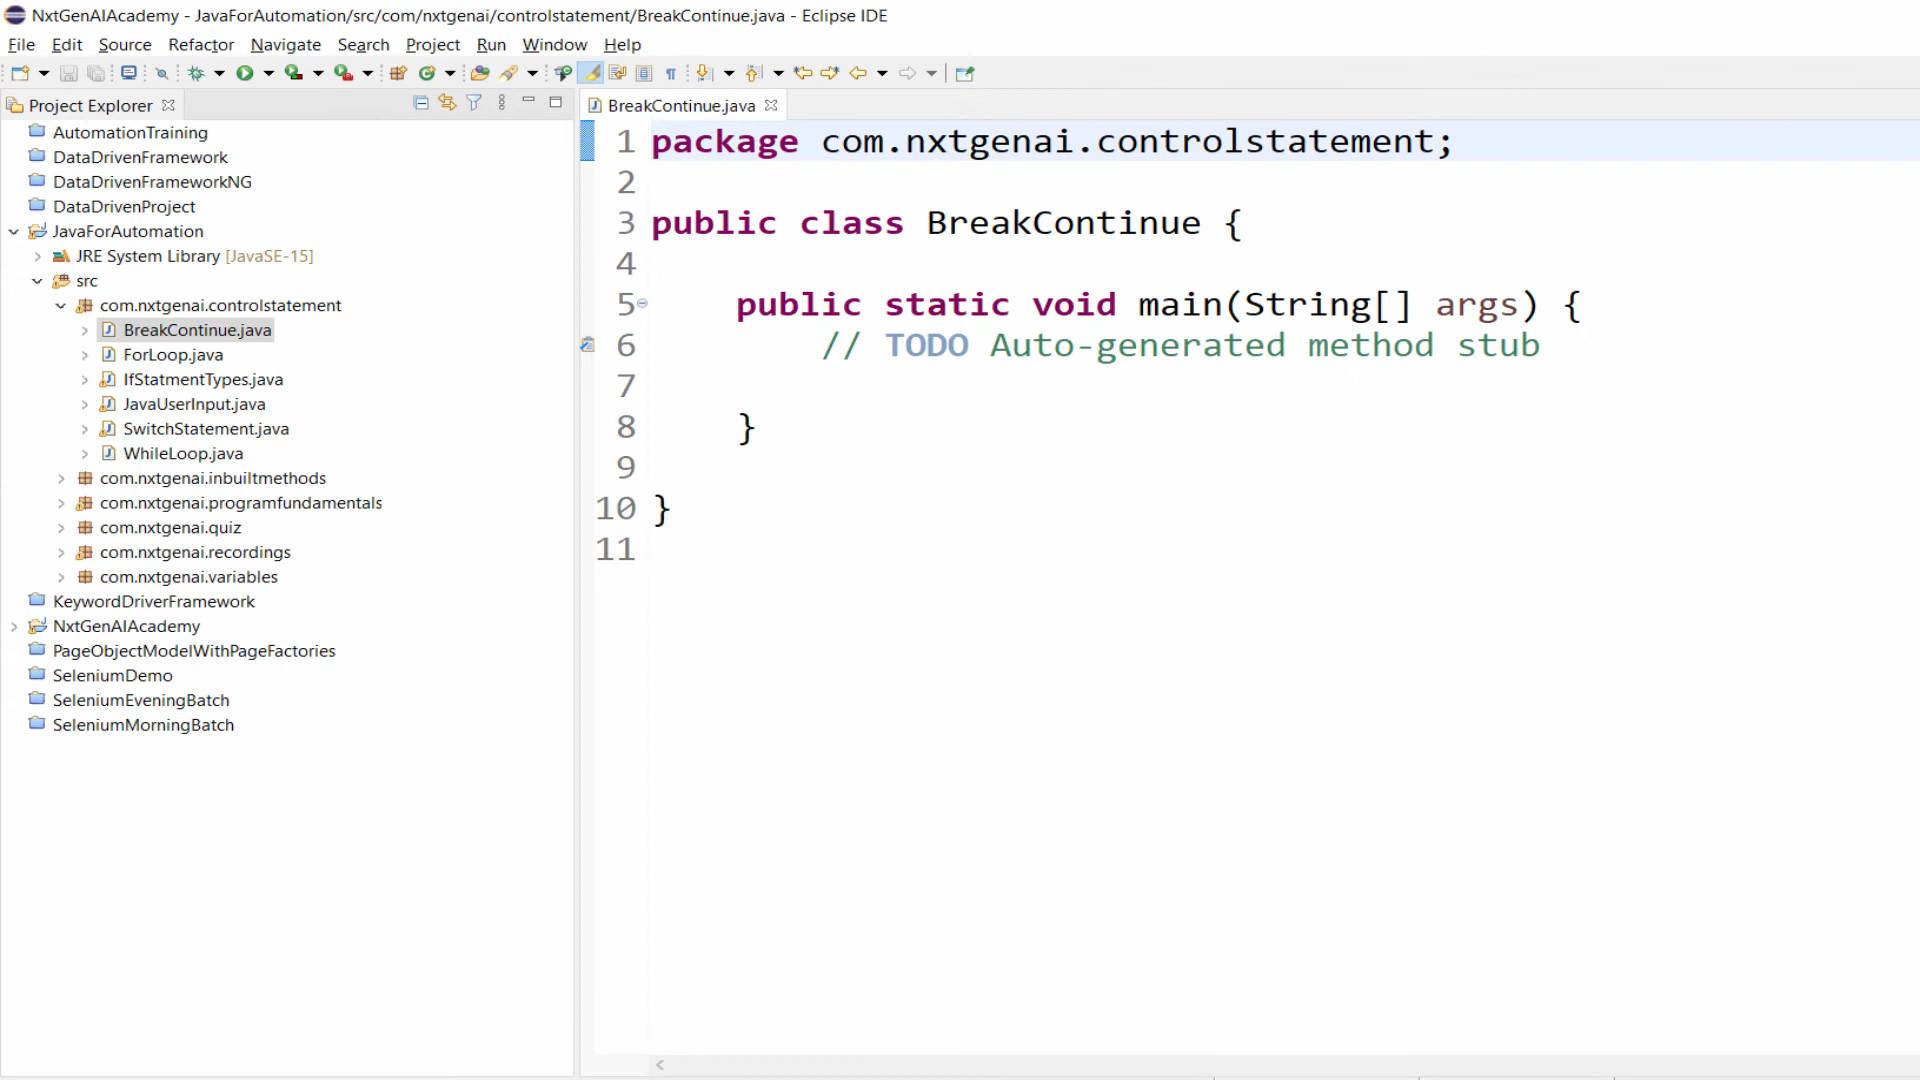 NxtGenAIAcademy - JavaForAutomation/src/com/nxtgenai/controlstatement/BreakContinue.java - Eclipse IDE
File Edit Source Refactor Navigate Search Project Run Window Help
Project Explorer
AutomationTraining
DataDrivenFramework
DataDrivenFrameworkNG
DataDrivenProject
JavaForAutomation
JRE System Library [JavaSE-15]
src
com.nxtgenai.controlstatement
BreakContinue.java
ForLoop.java
IfStatmentTypes.java
JavaUserInput.java
SwitchStatement.java
WhileLoop.java
com.nxtgenai.inbuiltmethods
com.nxtgenai.programfundamentals
com.nxtgenai.quiz
com.nxtgenai.recordings
com.nxtgenai.variables
KeywordDriverFramework
NxtGenAIAcademy
PageObjectModelWithPageFactories
SeleniumDemo
SeleniumEveningBatch
SeleniumMorningBatch
BreakContinue.java
1 package com.nxtgenai.controlstatement;
2
3 public class BreakContinue {
4
5 public static void main(String[] args) {
6 // TODO Auto-generated method stub
7
8 }
9
10 }
11